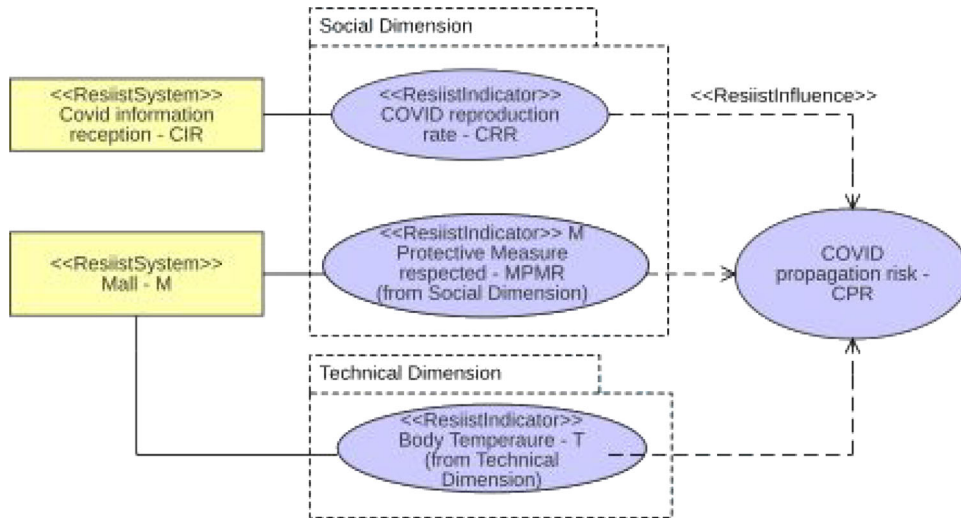 Social Dimension
<<ResiistSystem>>
Covid information
reception - CIR
<<ResiistIndicator>>
COVID reproduction
rate - CRR
<<ResiistInfluence>>
<<ResiistSystem>>
Mall - M
<<ResiistIndicator>> M
Protective Measure
respected - MPMR
(from Social Dimension)
COVID
propagation risk -
CPR
Technical Dimension
<<ResiistIndicator>>
Body Temperaure - T
(from Technical
Dimension)